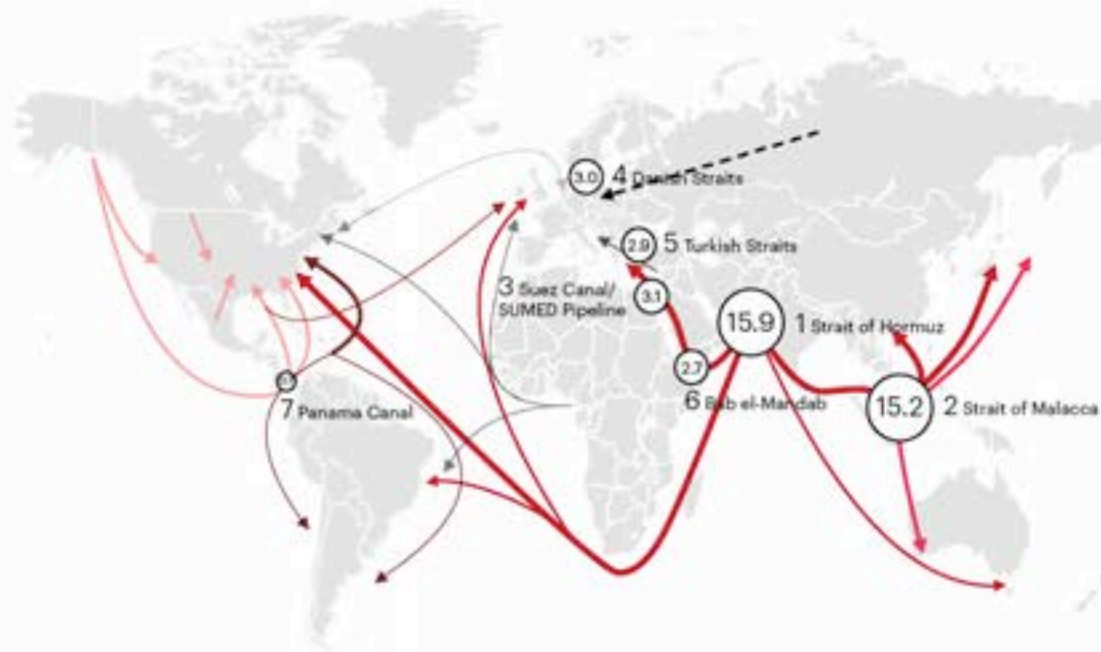 3.0
4 Danish Straits
2.9
5 Turkish Straits
3 Suez Canal/
SUMED Pipeline
3.1
15.9
1 Strait of Hormuz
2.7
6 Bab el-Mandab
15.2
2 Strait of Malacca
7 Panama Canal